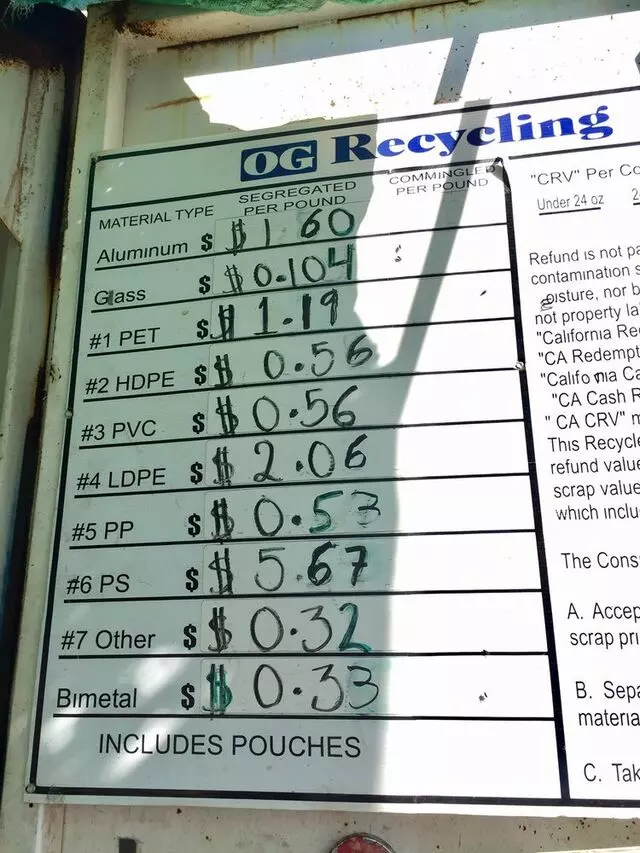 OG Recycling
MATERIAL TYPE SEGREGATED PER POUND COMMINGLED PER POUND
Aluminum $ $1 60
Glass $ $0.104
#1 PET $ $1.19
#2 HDPE $ $ 0.56
#3 PVC $ $0.56
#4 LDPE $ $ 2.06
#5 PP $ $ 0.53
#6 PS $ $ 5.67
#7 Other $ $ 0.32
Bimetal $ $ 0.33
INCLUDES POUCHES
"CRV" Per Co
Under 24 oz 2
Refund is not pa
contamination s
oisture, nor b
not property la
"California Re
"CA Redempt
"Califo nia Ca
"CA Cash R
" CA CRV" m
This Recycle
refund value
scrap value
which inclu
The Cons
A. Accep
scrap pri
B. Sepa
materia
C. Tak